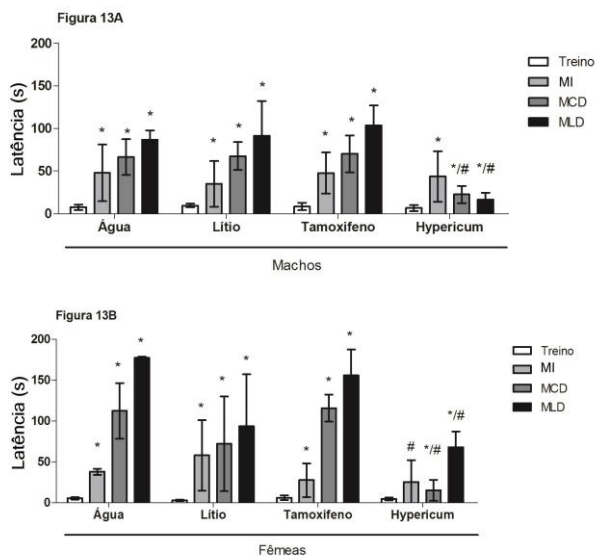 Figura 13A
Latência (s)
200
150
100
50
0
* * *
* * *
* * *
* */# */#
Treino
MI
MCD
MLD
Água Lítio Tamoxifeno Hypericum
Machos
Figura 13B
Latência (s)
200
150
100
50
0
* * *
* * *
* * *
# */# */#
Treino
MI
MCD
MLD
Água Lítio Tamoxifeno Hypericum
Fêmeas